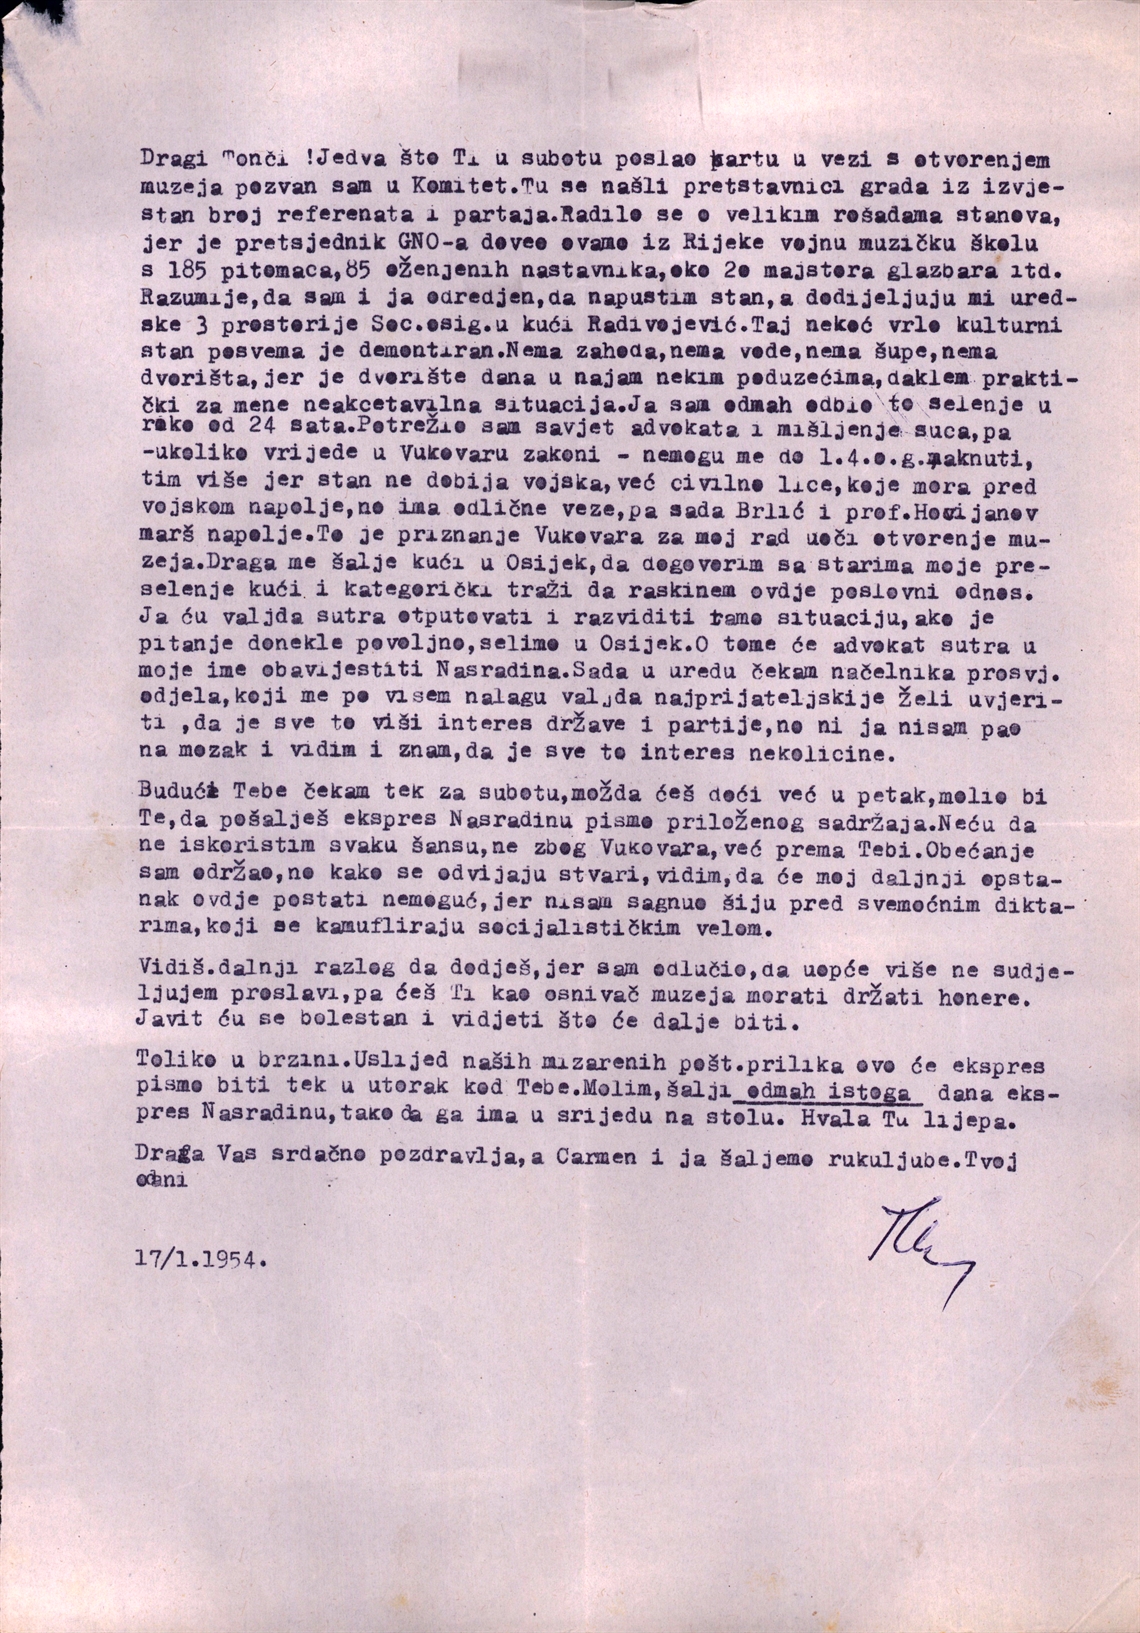 Dragi Tonči !Jedva što Ti u subotu poslao kartu u vezi s otvorenjem
muzeja pozvan sam u Komitet.Tu se našli pretstavnici grada iz izvje-
stan broj referenata i partaja.Radilo se o velikim rošadama stanova,
jer je pretsjednik GNO-a doveo ovamo iz Rijeke vojnu muzičku školu
s 185 pitomaca,85 oženjenih nastavnika,oko 2o majstora glazbara itd.
Razumije,da sam i ja odredjen,da napustim stan,a dodijeljuju mi ured-
ske 3 prostorije Soc.osig.u kući Radivojević.Taj nekoć vrlo kulturni
stan posvema je demontiran.Nema zahoda,nema vode,nema šupe,nema
dvorišta,jer je dvorište dana u najam nekim poduzećima,daklem prakti-
čki za mene neakcetavilna situacija.Ja sam odmah odbio to selenje u
roko od 24 sata.Potrežio sam savjet advokata i mišljenje suca,pa
-ukoliko vrijede u Vukovaru zakoni - nemogu me do 1.4.o.g.maknuti,
tim više jer stan ne dobija vojska,već civilno lice,koje mora pred
vojskom napolje,no ima odlične veze,pa sada Brlić i prof.Hovijanov
marš napolje.To je priznanje Vukovara za moj rad uoči otvorenje mu-
zeja.Draga me šalje kući u Osijek,da dogovorim sa starima moje pre-
selenje kući i kategorički traži da raskinem ovdje poslovni odnos.
Ja ću valjda sutra otputovati i razviditi tamo situaciju,ako je
pitanje donekle povoljno,selimo u Osijek.O tome će advokat sutra u
moje ime obavijestiti Nasradina.Sada u uredu čekam načelnika prosvj.
odjela,koji me po visem nalagu valjda najprijateljskije želi uvjeri-
ti ,da je sve to viši interes države i partije,no ni ja nisam pao
na mozak i vidim i znam,da je sve to interes nekolicine.
Budući Tebe čekam tek za subotu,možda ćeš doći već u petak,molio bi
Te,da pošalješ ekspres Nasradinu pismo priloženog sadržaja.Neću da
ne iskoristim svaku šansu,ne zbog Vukovara,već prema Tebi.Obećanje
sam održao,no kako se odvijaju stvari,vidim,da će moj daljnji opsta-
nak ovdje postati nemoguć,jer nisam sagnuo šiju pred svemoćnim dikta-
rima,koji se kamufliraju socijalističkim velom.
Vidiš.dalnji razlog da dodješ,jer sam odlučio,da uopće više ne sudje-
ljujem proslavi,pa ćeš Ti kao osnivač muzeja morati držati honere.
Javit ću se bolestan i vidjeti što će dalje biti.
Toliko u brzini.Uslijed naših mizarenih pošt.prilika ovo će ekspres
pismo biti tek u utorak kod Tebe.Molim,šalji odmah istoga dana eks-
pres Nasradinu,tako da ga ima u srijedu na stolu. Hvala Tu lijepa.
Draga Vas srdačno pozdravlja,a Carmen i ja šaljemo rukuljube.Tvoj
odani
17/1.1954.